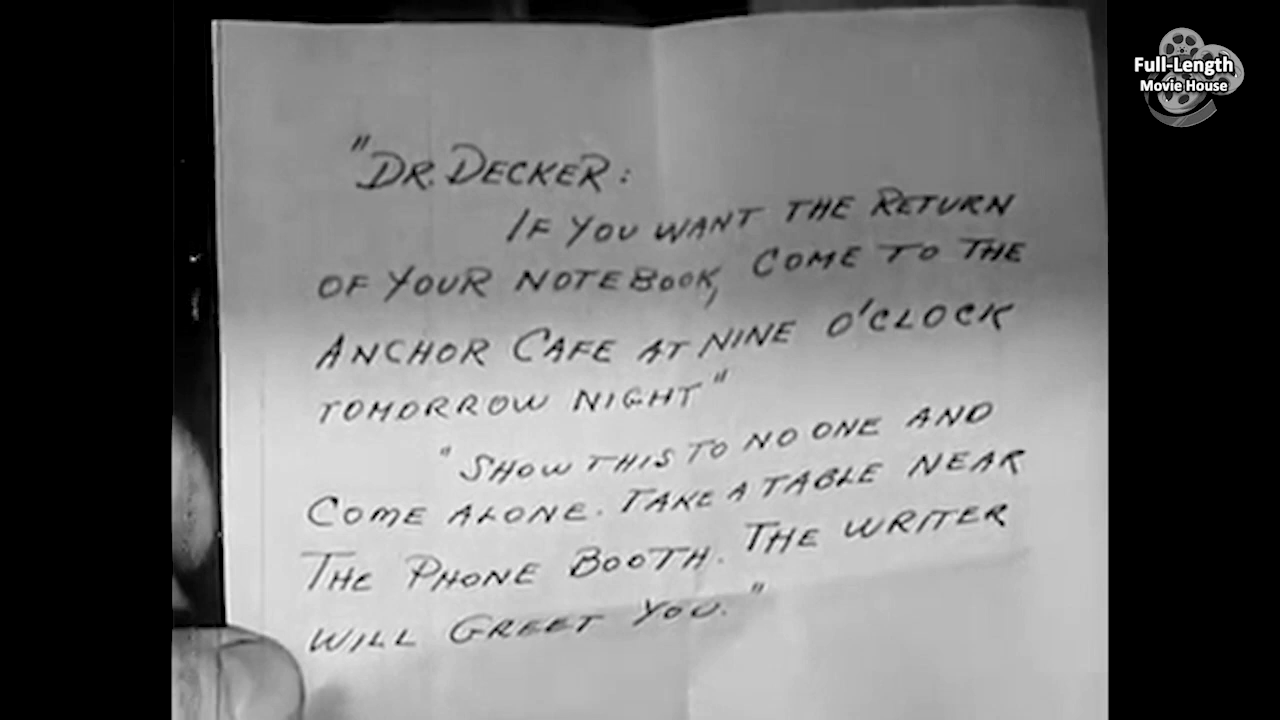 Full-Length
Movie House
"DR. DECKER:
IF YOU WANT THE RETURN
OF YOUR NOTEBOOK, COME TO THE
ANCHOR CAFE AT NINE O'CLOCK
TOMORROW NIGHT"
"SHOW THIS TO NO ONE AND
COME ALONE. TAKE A TABLE NEAR
THE PHONE BOOTH. THE WRITER
WILL GREET YOU."